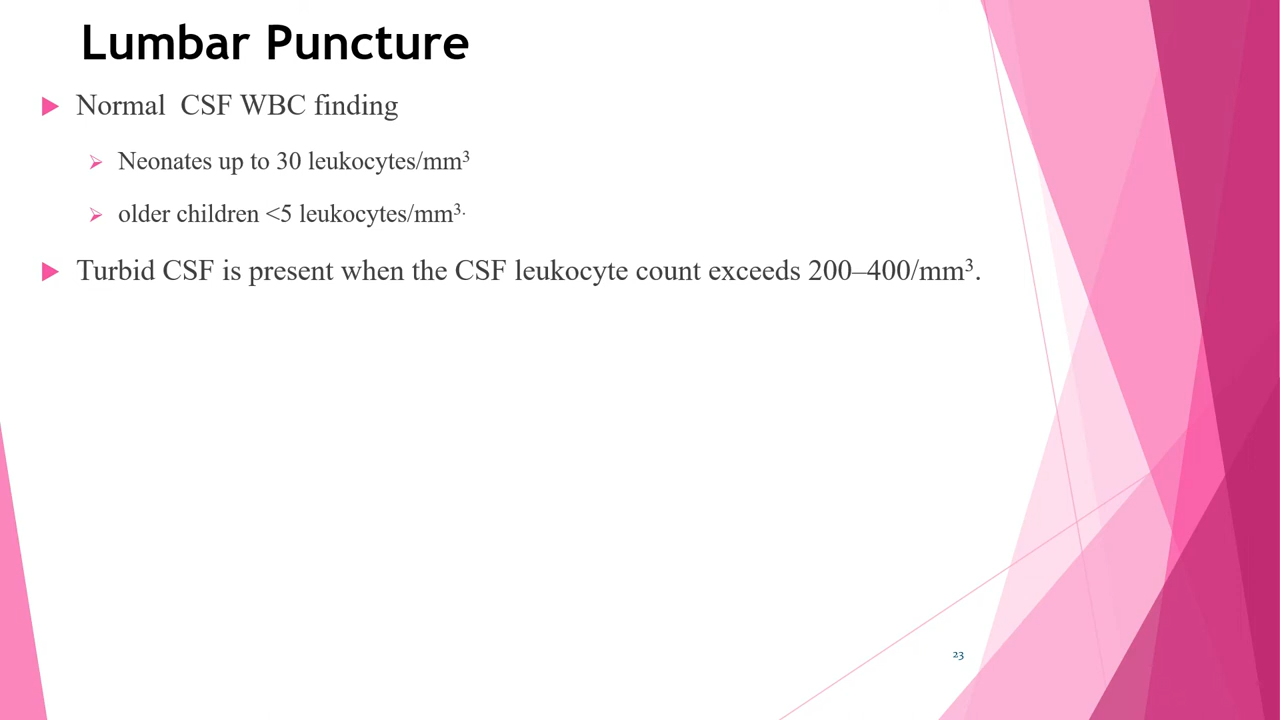 Lumbar Puncture
Normal CSF WBC finding
Neonates up to 30 leukocytes/mm³
older children <5 leukocytes/mm³·
Turbid CSF is present when the CSF leukocyte count exceeds 200–400/mm³.
23